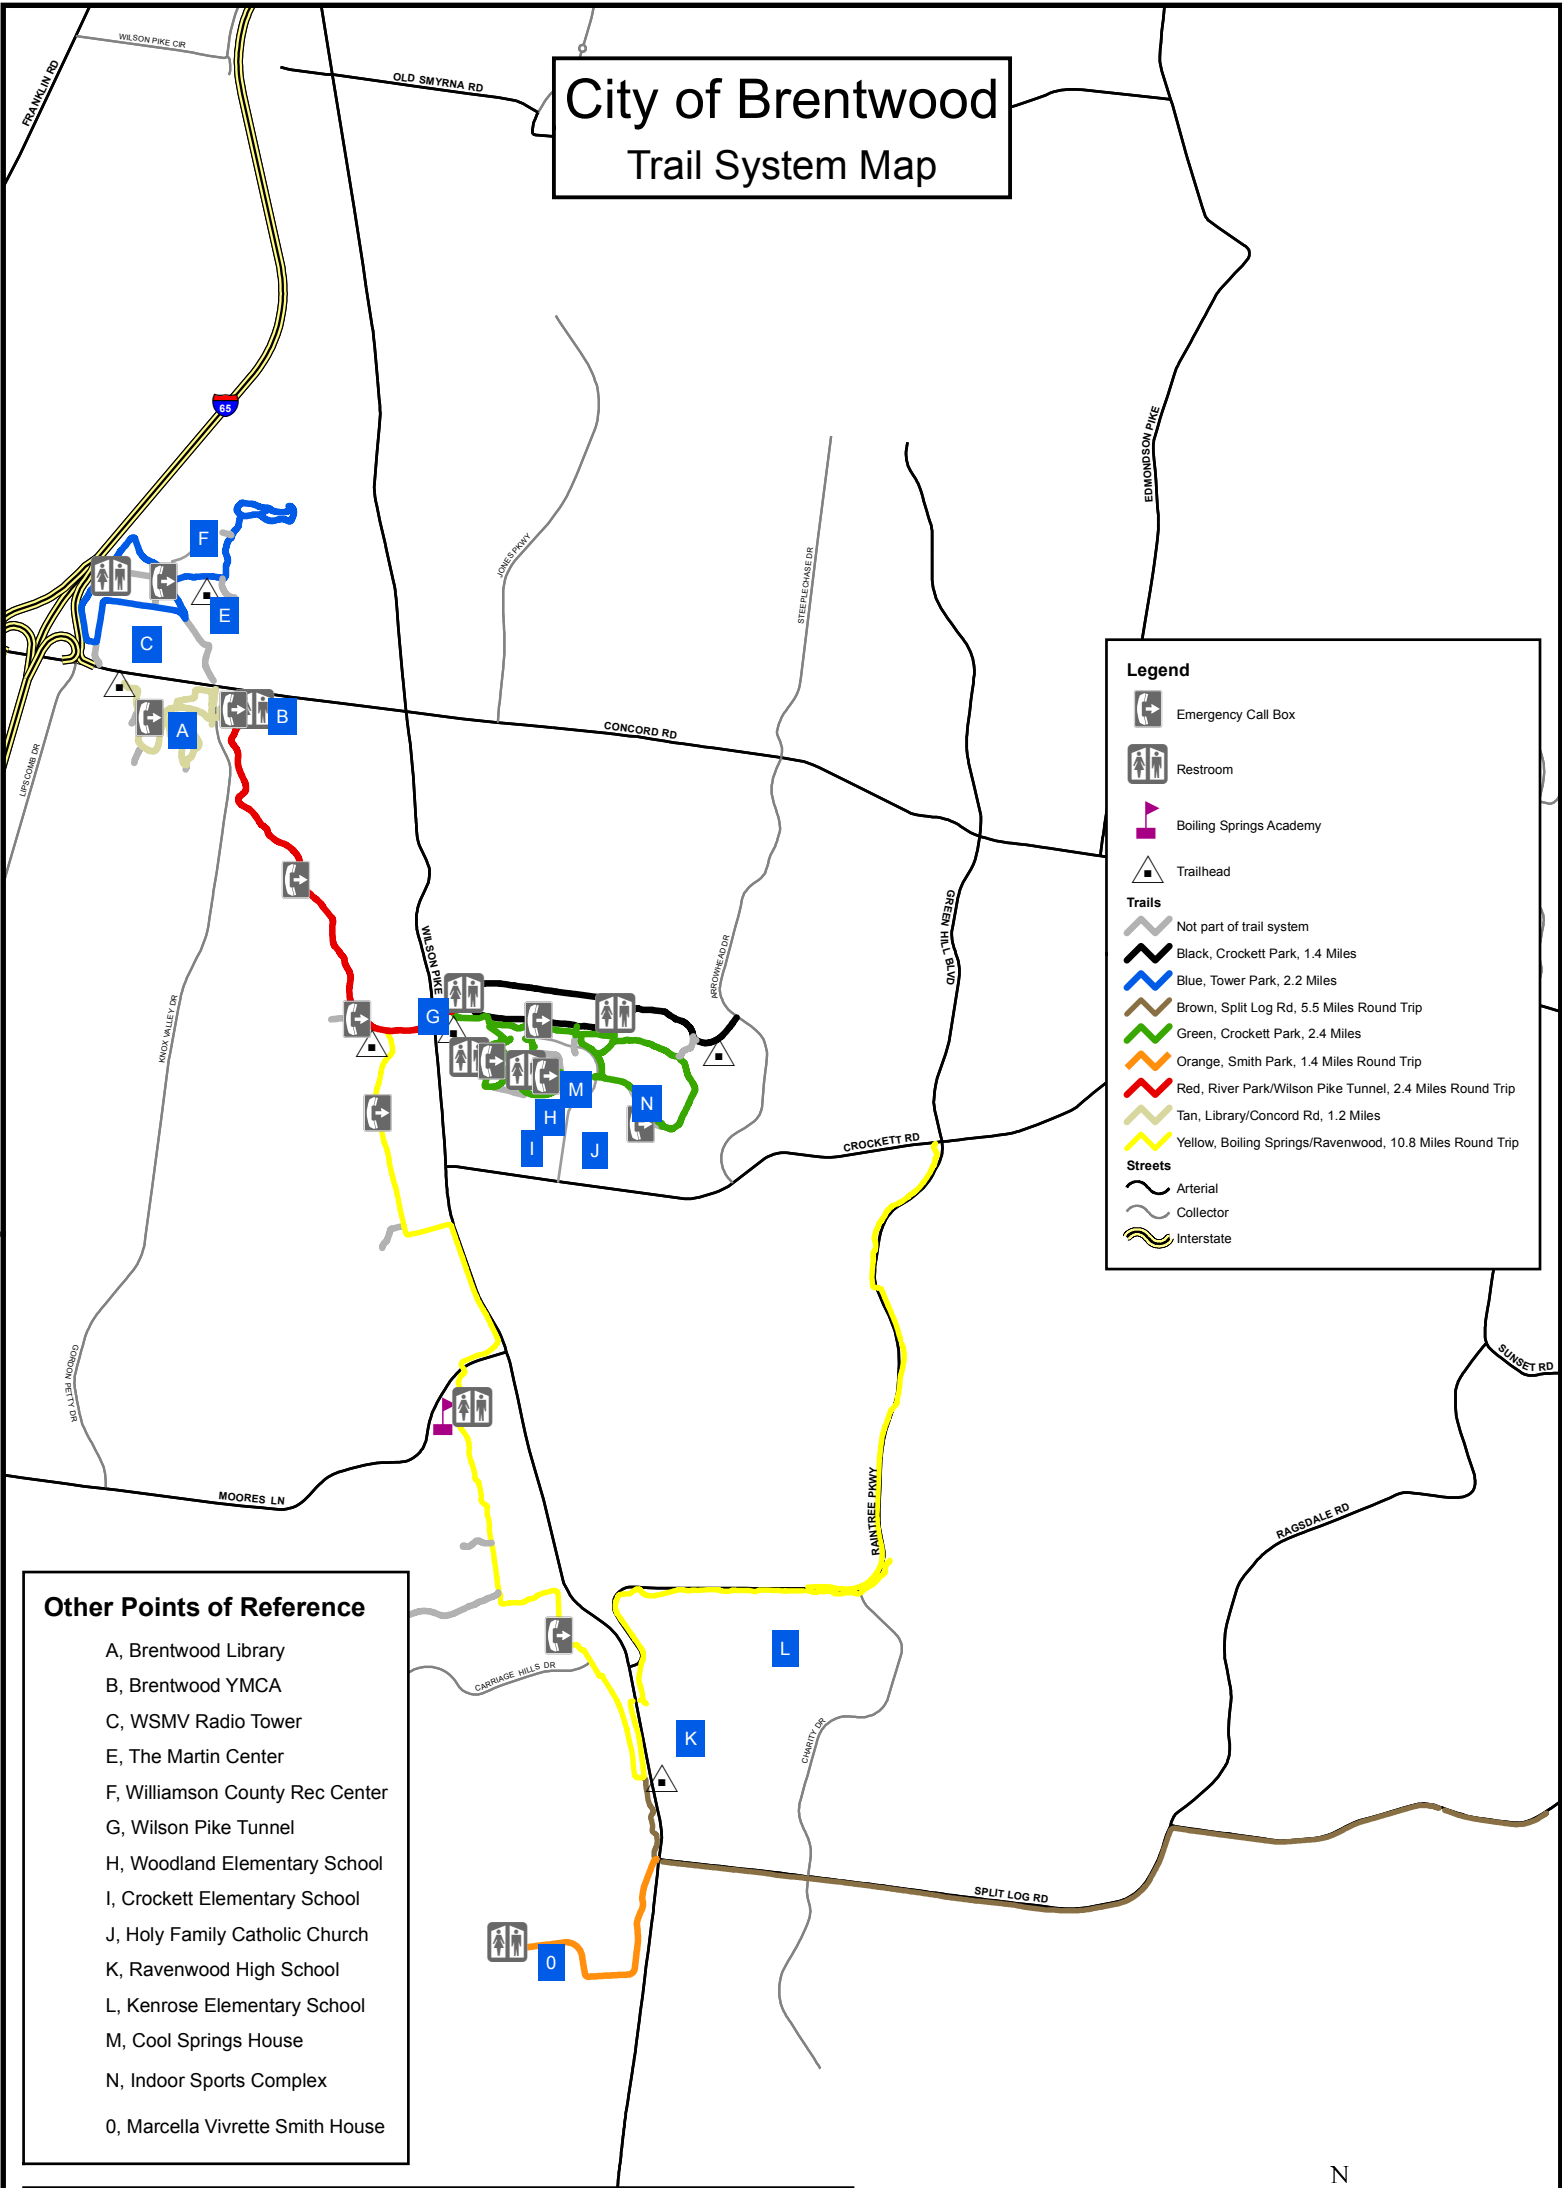 WILSON PIKE CIR
FRANKLIN RD
OLD SMYRNA RD
City of Brentwood
Trail System Map
65
EDMONDSON PIKE
JONES PKWY
STEEPLECHASE DR
F
E
C
A
B
LIPSCOMB DR
CONCORD RD
Legend
Emergency Call Box
Restroom
Boiling Springs Academy
Trailhead
Trails
Not part of trail system
Black, Crockett Park, 1.4 Miles
Blue, Tower Park, 2.2 Miles
Brown, Split Log Rd, 5.5 Miles Round Trip
Green, Crockett Park, 2.4 Miles
Orange, Smith Park, 1.4 Miles Round Trip
Red, River Park/Wilson Pike Tunnel, 2.4 Miles Round Trip
Tan, Library/Concord Rd, 1.2 Miles
Yellow, Boiling Springs/Ravenwood, 10.8 Miles Round Trip
Streets
Arterial
Collector
Interstate
WILSON PIKE
GREEN HILL BLVD
ARROWHEAD DR
KNOX VALLEY DR
G
M
N
H
I
J
CROCKETT RD
GORDON PETTY DR
SUNSET RD
MOORES LN
RAINTREE PKWY
RAGSDALE RD
CARRIAGE HILLS DR
L
K
CHARITY DR
SPLIT LOG RD
0
Other Points of Reference
A, Brentwood Library
B, Brentwood YMCA
C, WSMV Radio Tower
E, The Martin Center
F, Williamson County Rec Center
G, Wilson Pike Tunnel
H, Woodland Elementary School
I, Crockett Elementary School
J, Holy Family Catholic Church
K, Ravenwood High School
L, Kenrose Elementary School
M, Cool Springs House
N, Indoor Sports Complex
0, Marcella Vivrette Smith House
N